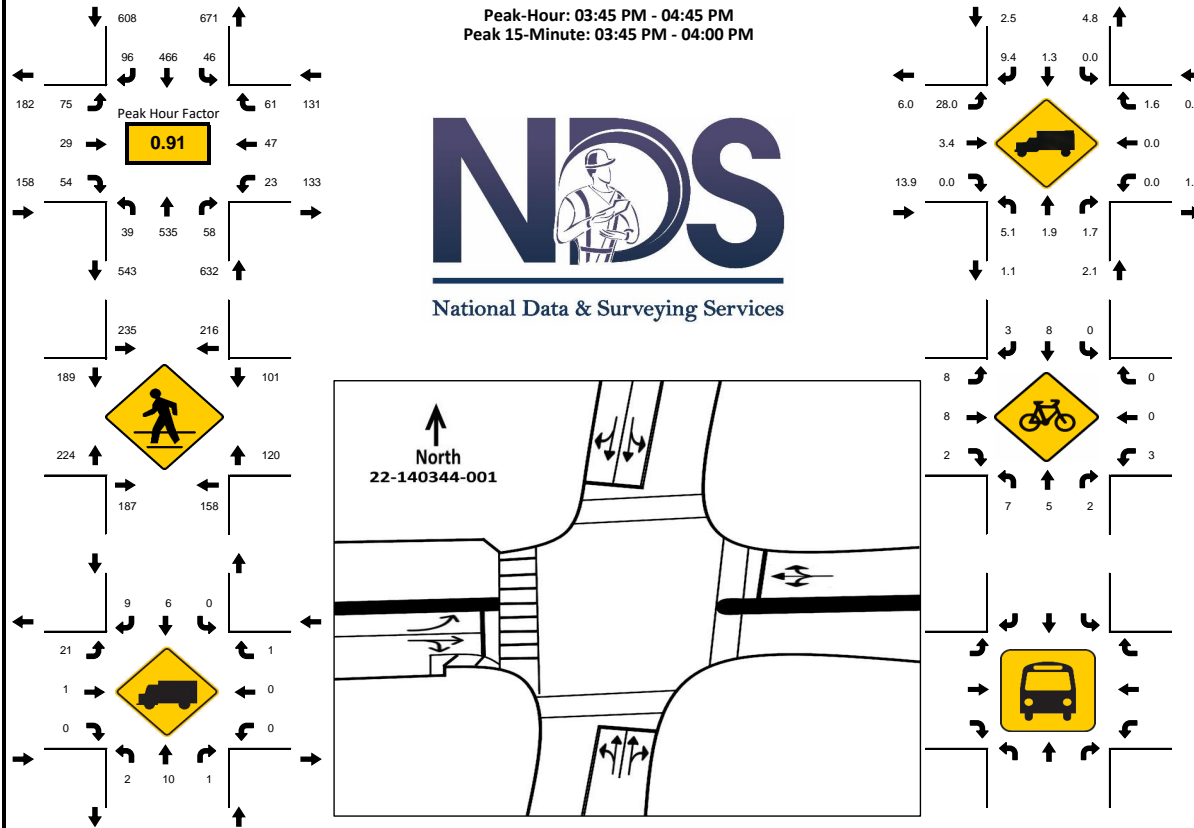 Peak-Hour: 03:45 PM - 04:45 PM
Peak 15-Minute: 03:45 PM - 04:00 PM
608 671
96 466 46
182 75 61 131
Peak Hour Factor
29 0.91 47
158 54 23 133
39 535 58
543 632
235 216
189 101
224 120
187 158
9 6 0
21 1
1 0
0 0
2 10 1
NDS
National Data & Surveying Services
North
22-140344-001
2.5 4.8
9.4 1.3 0.0
6.0 28.0 1.6 0.
3.4 0.0
13.9 0.0 0.0 1.
5.1 1.9 1.7
1.1 2.1
3 8 0
8 0
8 0
2 3
7 5 2